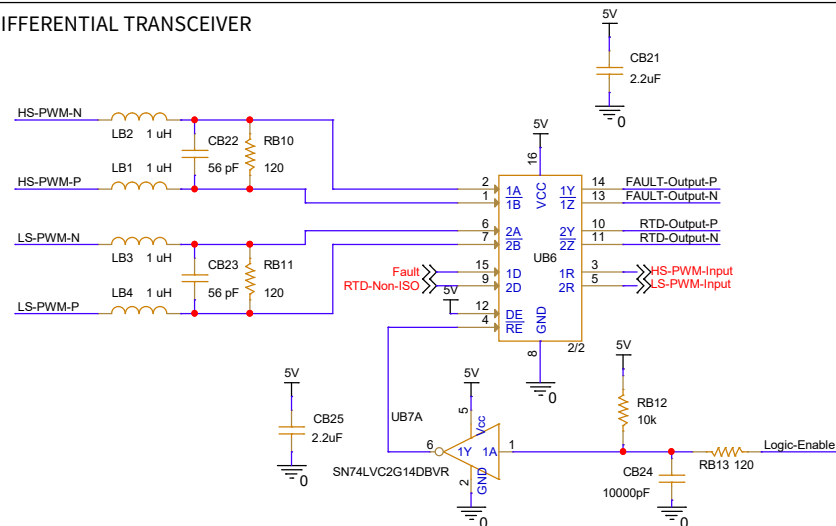 IFFERENTIAL TRANSCEIVER
5V
CB21
2.2uF
0
HS-PWM-N
LB2 1 uH
CB22
RB10
56 pF
120
LB1 1 uH
HS-PWM-P
5V
16
VCC
2 1A 1Y 14 FAULT-Output-P
1 1B 1Z 13 FAULT-Output-N
LS-PWM-N
6 2A 2Y 10 RTD-Output-P
7 2B 2Z 11 RTD-Output-N
LB3 1 uH
CB23
RB11
56 pF
120
LB4 1 uH
LS-PWM-P
UB6
Fault 15 1D 1R 3 HS-PWM-Input
RTD-Non-ISO 9 2D 2R 5 LS-PWM-Input
5V
12 DE
4 RE
GND
8
2/2
0
5V
CB25
2.2uF
0
5V
UB7A
5
Vcc
6 1Y 1A 1
SN74LVC2G14DBVR
2
GND
0
5V
RB12
10k
Logic-Enable
RB13 120
CB24
10000pF
0